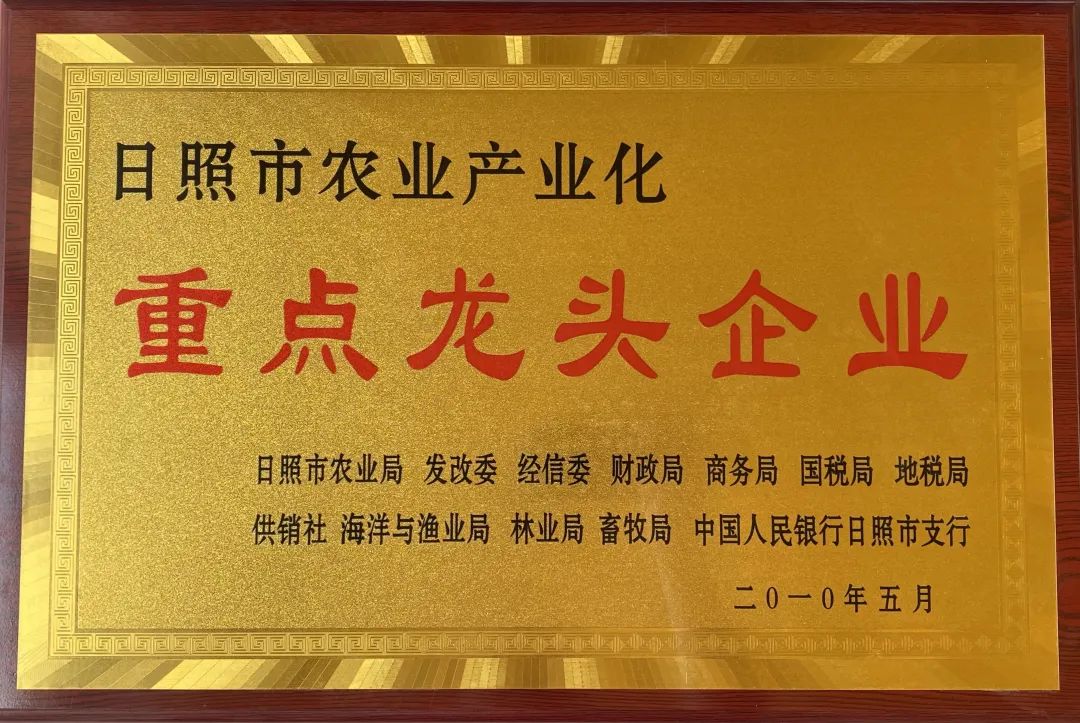 日照市农业产业化
重点龙头企业
日照市农业局 发改委 经信委 财政局 商务局 国税局 地税局
供销社 海洋与渔业局 林业局 畜牧局 中国人民银行日照市支行
二0一0年五月